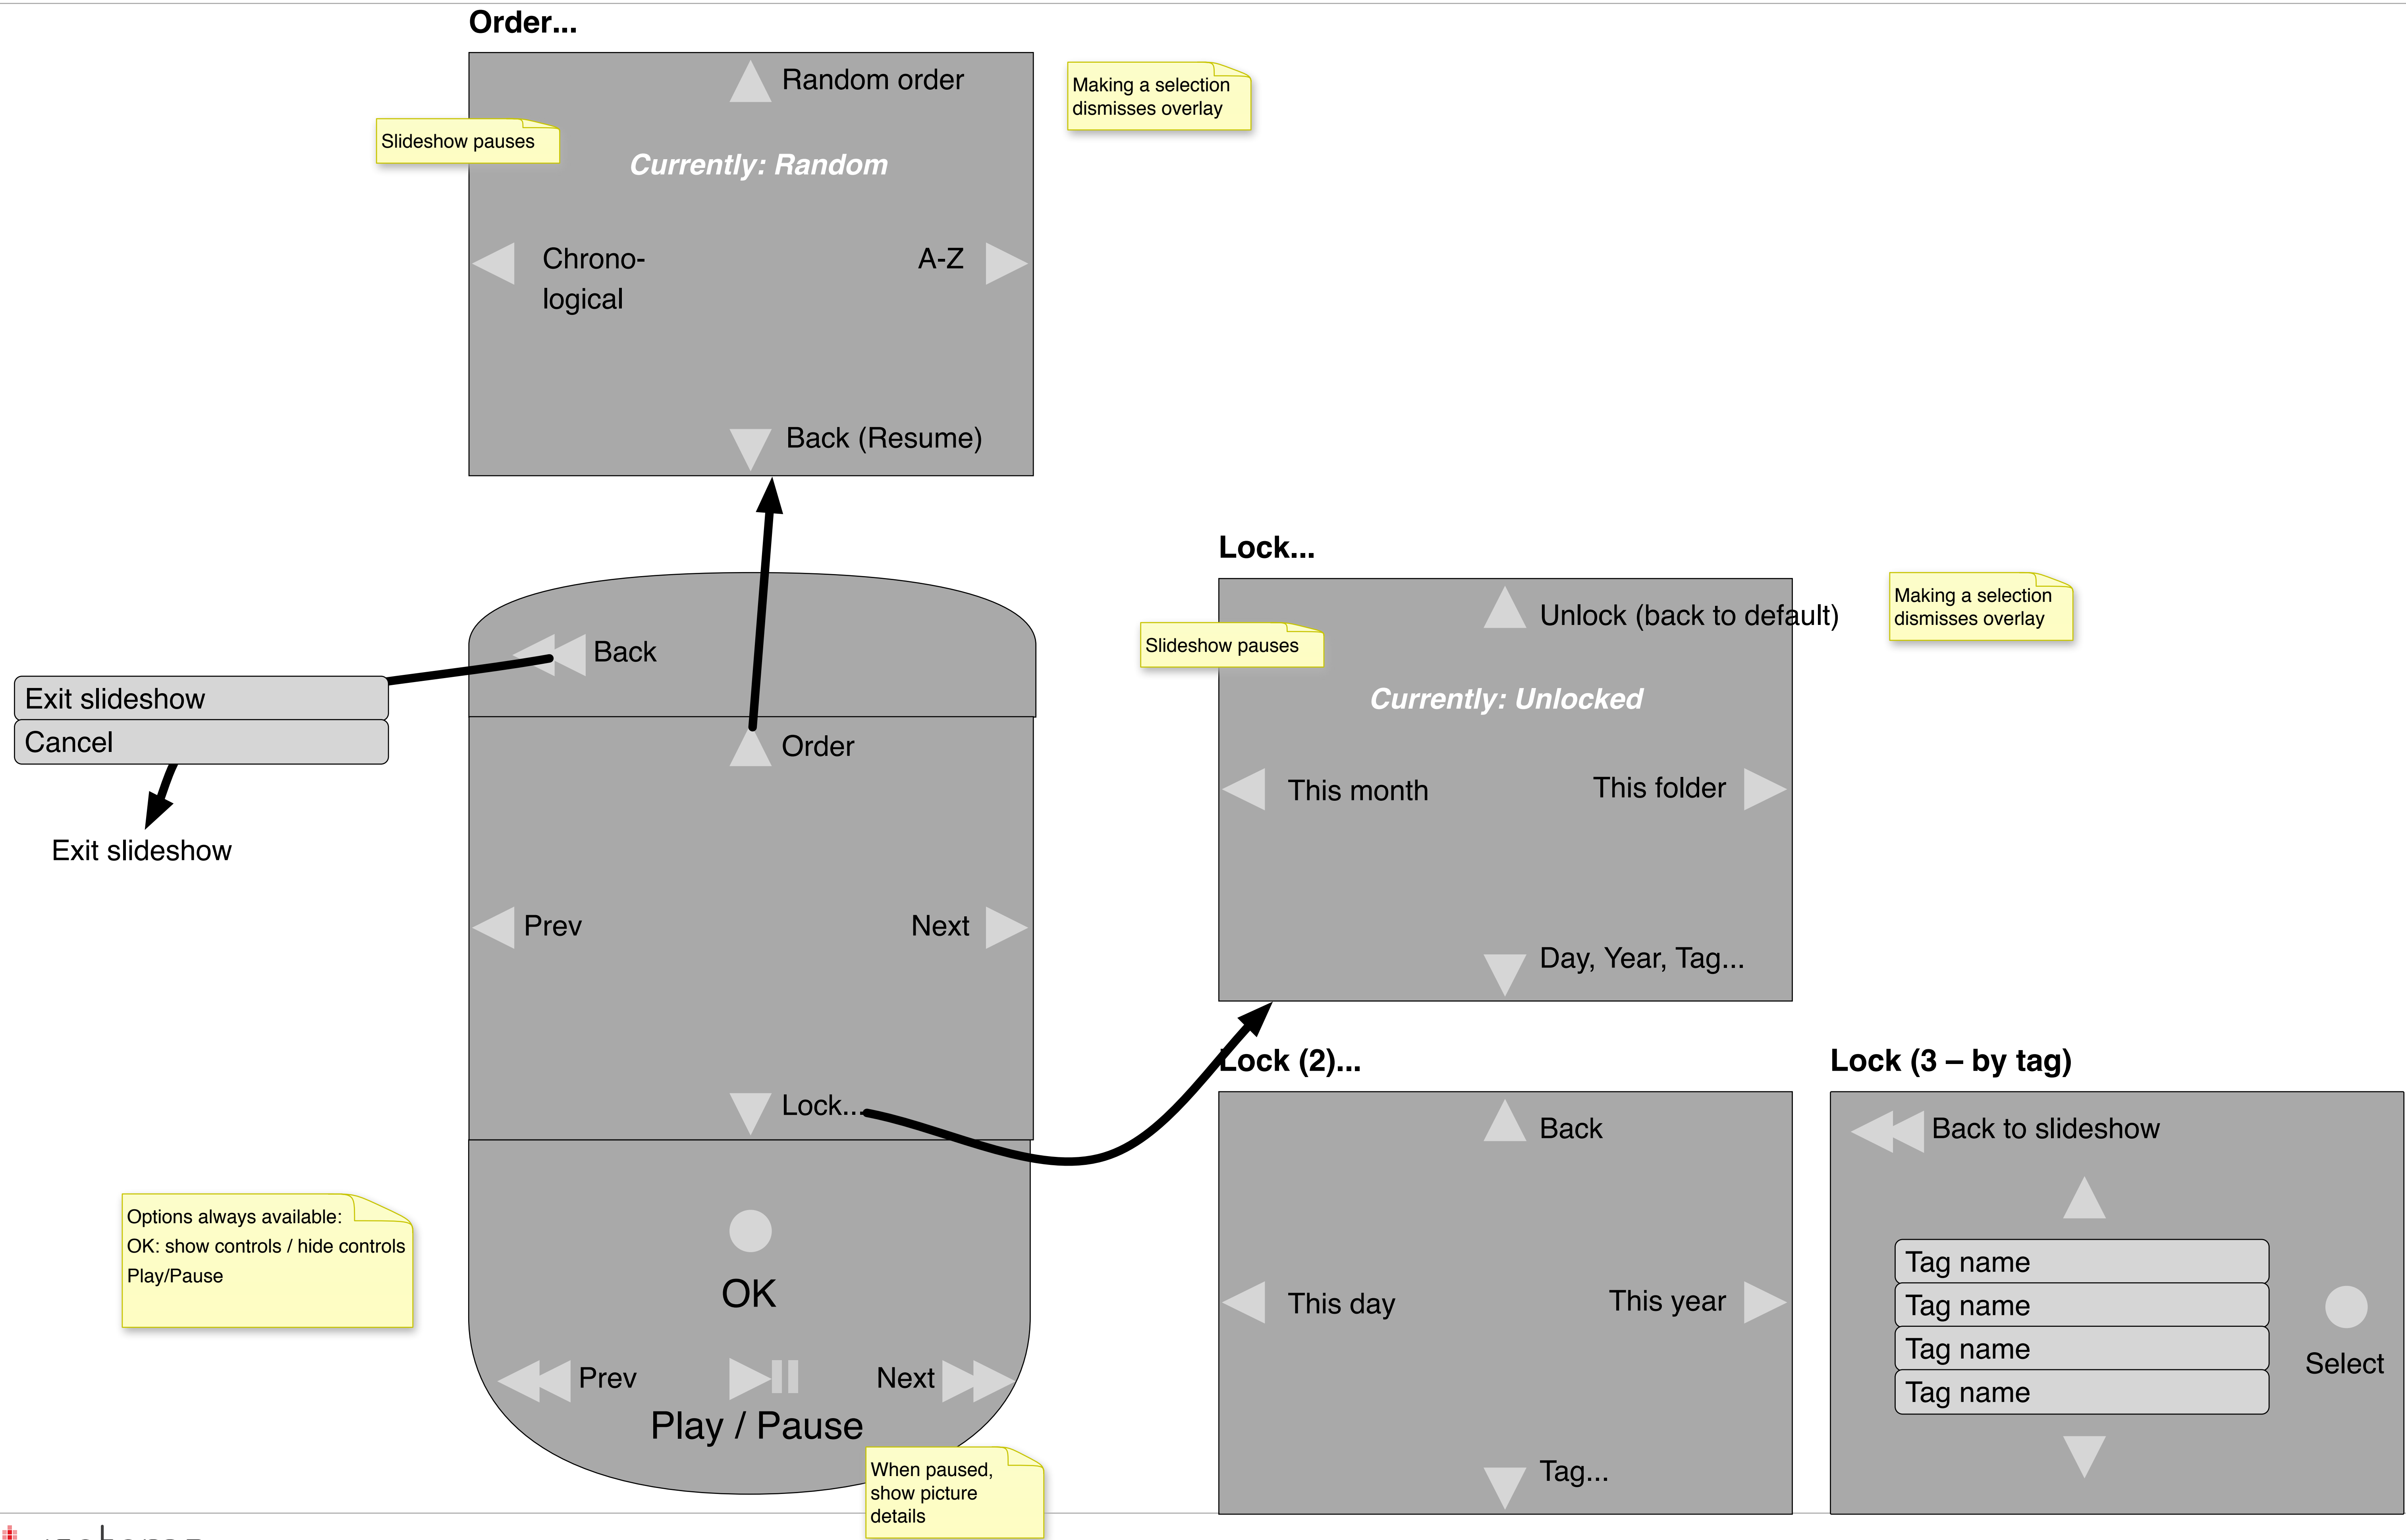 Order...
Random order
Making a selection
dismisses overlay
Slideshow pauses
Currently: Random
Chrono-
logical
A-Z
Back (Resume)
Back
Exit slideshow
Cancel
Exit slideshow
Order
Prev
Next
Lock...
Options always available:
OK: show controls / hide controls
Play/Pause
OK
Prev
Next
Play / Pause
When paused,
show picture
details
Lock...
Unlock (back to default)
Making a selection
dismisses overlay
Slideshow pauses
Currently: Unlocked
This month
This folder
Day, Year, Tag...
Lock (2)...
Back
This day
This year
Tag...
Lock (3 – by tag)
Back to slideshow
Tag name
Tag name
Tag name
Tag name
Select